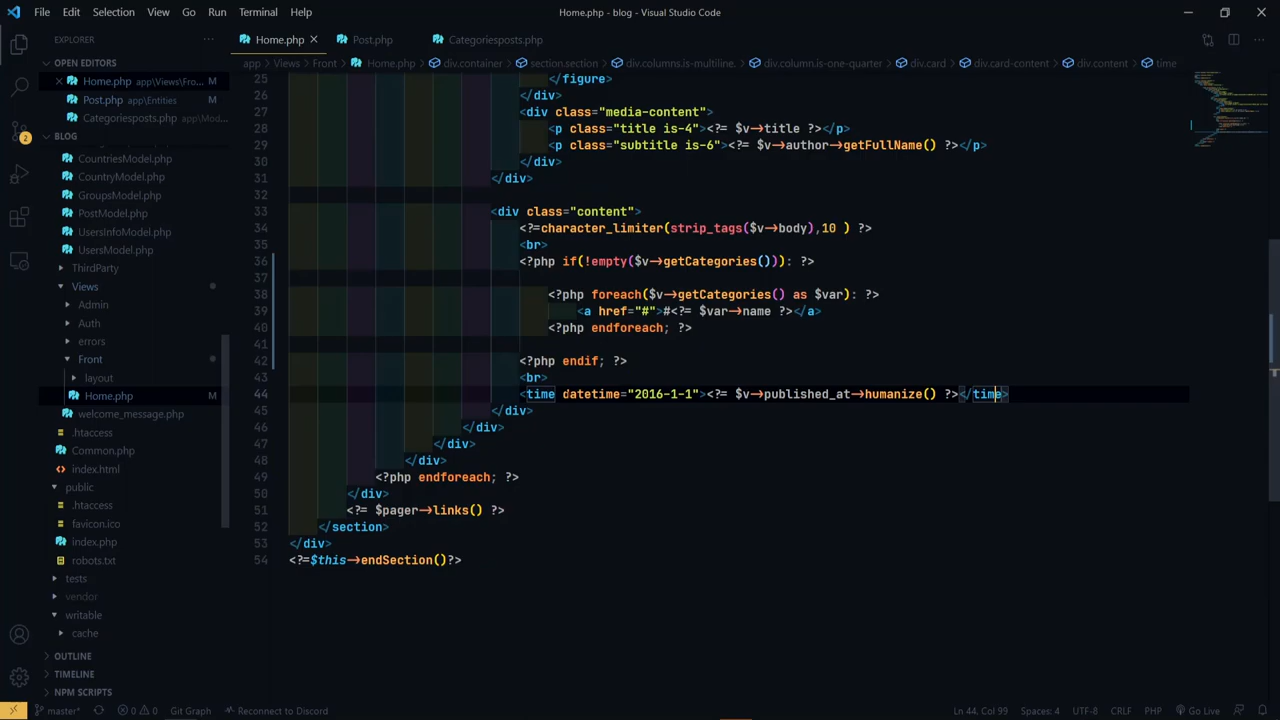 File Edit Selection View Go Run Terminal Help
Home.php - blog - Visual Studio Code
EXPLORER
Home.php
Post.php
Categoriesposts.php
OPEN EDITORS
app > Views > Front > Home.php > div.container > section.section > div.columns.is-multiline. > div.column.is-one-quarter > div.card > div.card-content > div.content > time
Home.php app\Views\Fro... M
Post.php app\Entities M
Categoriesposts.php app\Mod...
BLOG
CountriesModel.php
CountryModel.php
GroupsModel.php
PostModel.php
UsersInfoModel.php
UsersModel.php
ThirdParty
Views
Admin
Auth
errors
Front
layout
Home.php M
welcome_message.php
.htaccess
Common.php
index.html
public
.htaccess
favicon.ico
index.php
robots.txt
tests
vendor
writable
cache
OUTLINE
TIMELINE
NPM SCRIPTS
25 </figure>
26 </div>
27 <div class="media-content">
28 <p class="title is-4"><?= $v->title ?></p>
29 <p class="subtitle is-6"><?= $v->author->getFullName() ?></p>
30 </div>
31 </div>
32
33 <div class="content">
34 <?=character_limiter(strip_tags($v->body),10 ) ?>
35 <br>
36 <?php if(!empty($v->getCategories())): ?>
37
38 <?php foreach($v->getCategories() as $var): ?>
39 <a href="#">#<?= $var->name ?></a>
40 <?php endforeach; ?>
41
42 <?php endif; ?>
43 <br>
44 <time datetime="2016-1-1"><?= $v->published_at->humanize() ?></time>
45 </div>
46 </div>
47 </div>
48 </div>
49 <?php endforeach; ?>
50 </div>
51 <?= $pager->links() ?>
52 </section>
53 </div>
54 <?=$this->endSection()?>
2
master* 0 0 Git Graph Reconnect to Discord
Ln 44, Col 99 Spaces: 4 UTF-8 CRLF PHP Go Live